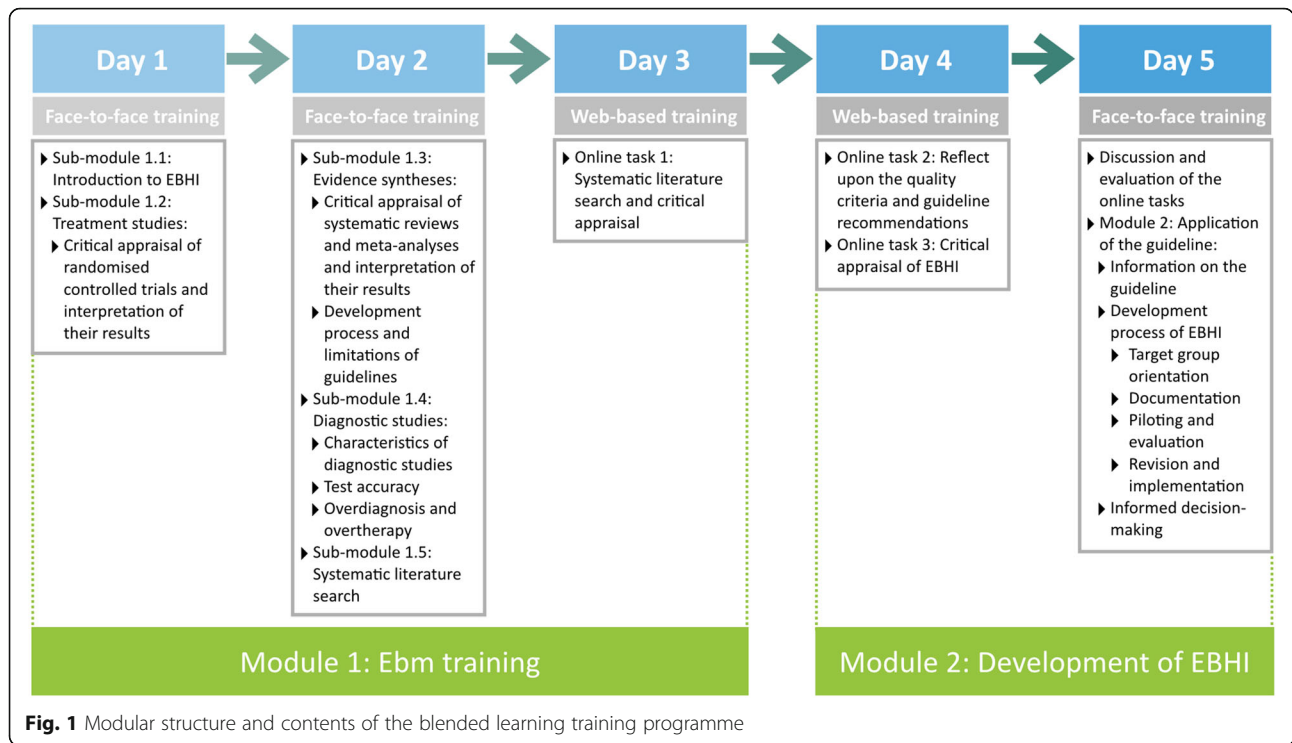 Day 1
Day 2
Day 3
Day 4
Day 5
Face-to-face training
Face-to-face training
Web-based training
Web-based training
Face-to-face training
Sub-module 1.1:
Introduction to EBHI
Sub-module 1.2:
Treatment studies:
Critical appraisal of
randomised
controlled trials and
interpretation of
their results
Sub-module 1.3:
Evidence syntheses:
Critical appraisal of
systematic reviews
and meta-analyses
and interpretation of
their results
Development
process and
limitations of
guidelines
Sub-module 1.4:
Diagnostic studies:
Characteristics of
diagnostic studies
Test accuracy
Overdiagnosis and
overtherapy
Sub-module 1.5:
Systematic literature
search
Online task 1:
Systematic literature
search and critical
appraisal
Online task 2: Reflect
upon the quality
criteria and guideline
recommendations
Online task 3: Critical
appraisal of EBHI
Discussion and
evaluation of the
online tasks
Module 2: Application
of the guideline:
Information on the
guideline
Development
process of EBHI
Target group
orientation
Documentation
Piloting and
evaluation
Revision and
implementation
Informed decision-
making
Module 1: Ebm training
Module 2: Development of EBHI
Fig. 1 Modular structure and contents of the blended learning training programme